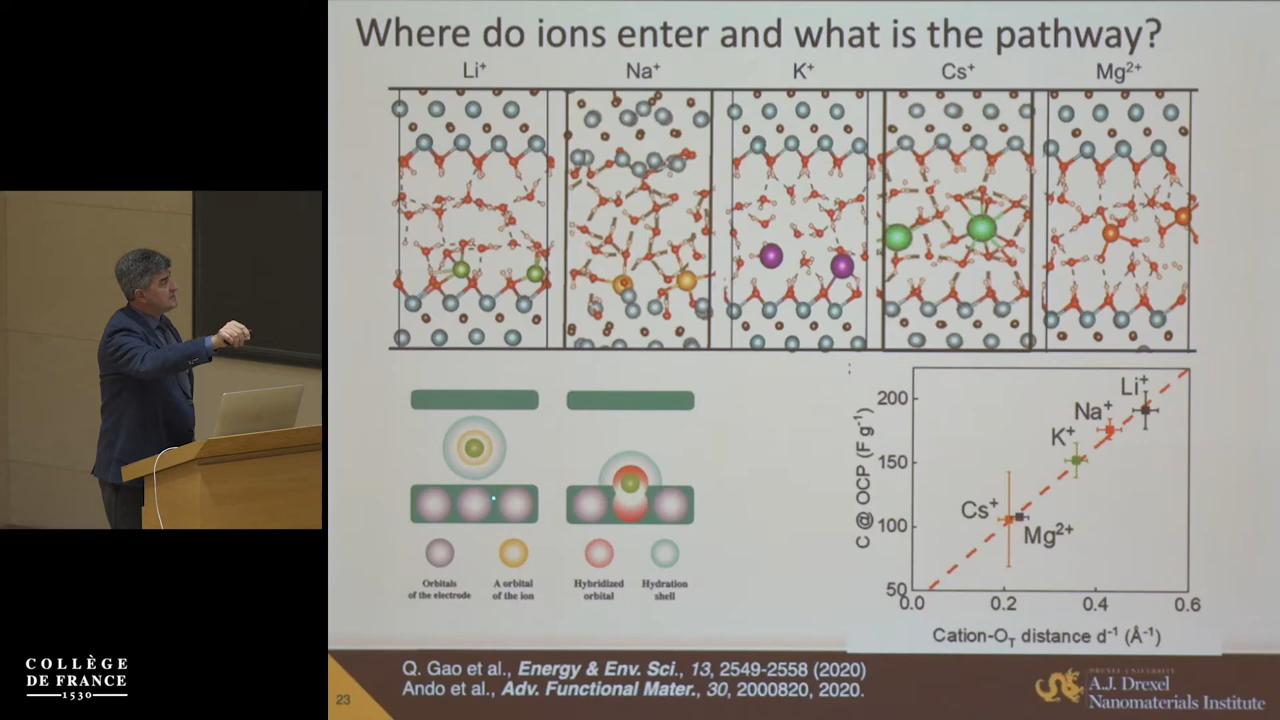 Where do ions enter and what is the pathway?
Li⁺ Na⁺ K⁺ Cs⁺ Mg²⁺
200
150
100
50
C @ OCP (F g⁻¹)
Li⁺
Na⁺
K⁺
Cs⁺
Mg²⁺
0.0 0.2 0.4 0.6
Cation-O_T distance d⁻¹ (Å⁻¹)
Orbitals
of the electrode
A orbital
of the ion
Hybridized
orbital
Hydration
shell
Q. Gao et al., Energy & Env. Sci., 13, 2549-2558 (2020)
Ando et al., Adv. Functional Mater., 30, 2000820, 2020.
23
DREXEL UNIVERSITY
A.J. Drexel
Nanomaterials Institute
COLLÈGE
DE FRANCE
1530